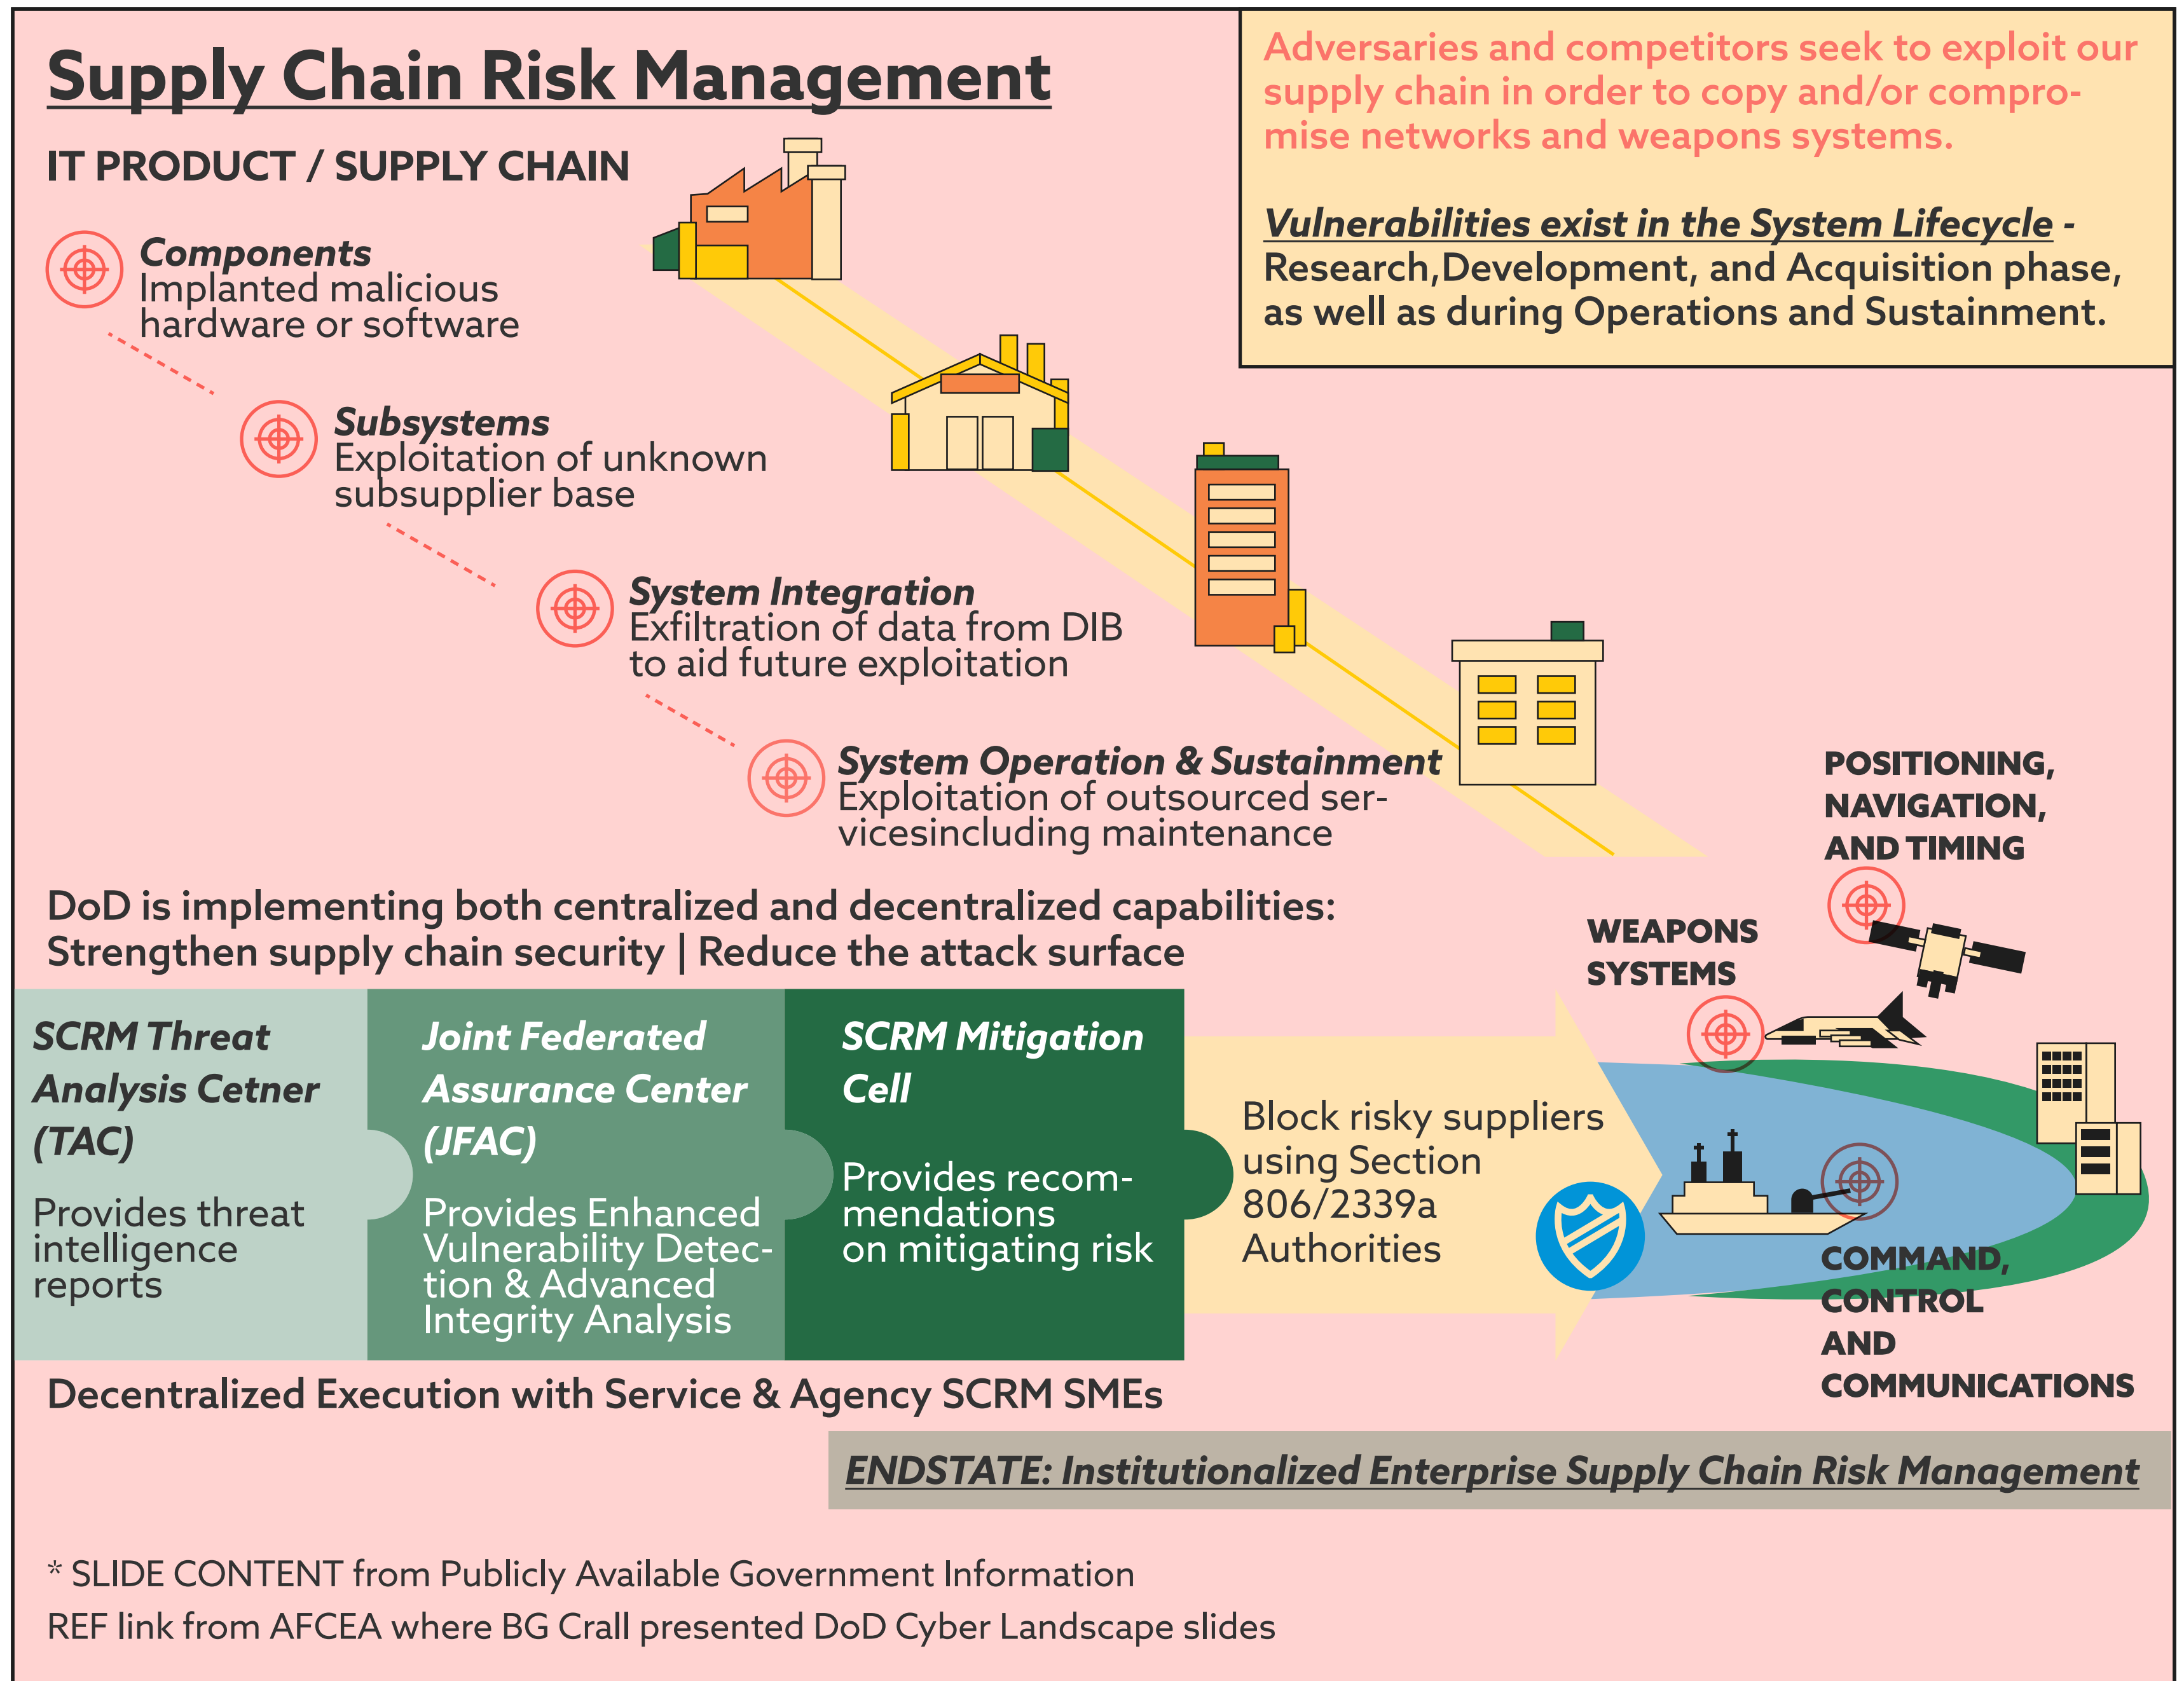 Supply Chain Risk Management
IT PRODUCT / SUPPLY CHAIN
Adversaries and competitors seek to exploit our
supply chain in order to copy and/or compro-
mise networks and weapons systems.
Vulnerabilities exist in the System Lifecycle -
Research,Development, and Acquisition phase,
as well as during Operations and Sustainment.
Components
Implanted malicious
hardware or software
Subsystems
Exploitation of unknown
subsupplier base
System Integration
Exfiltration of data from DIB
to aid future exploitation
System Operation & Sustainment
Exploitation of outsourced ser-
vicesincluding maintenance
POSITIONING,
NAVIGATION,
AND TIMING
WEAPONS
SYSTEMS
DoD is implementing both centralized and decentralized capabilities:
Strengthen supply chain security | Reduce the attack surface
SCRM Threat
Analysis Cetner
(TAC)
Provides threat
intelligence
reports
Joint Federated
Assurance Center
(JFAC)
Provides Enhanced
Vulnerability Detec-
tion & Advanced
Integrity Analysis
SCRM Mitigation
Cell
Provides recom-
mendations
on mitigating risk
Block risky suppliers
using Section
806/2339a
Authorities
COMMAND,
CONTROL
AND
COMMUNICATIONS
Decentralized Execution with Service & Agency SCRM SMEs
ENDSTATE: Institutionalized Enterprise Supply Chain Risk Management
* SLIDE CONTENT from Publicly Available Government Information
REF link from AFCEA where BG Crall presented DoD Cyber Landscape slides